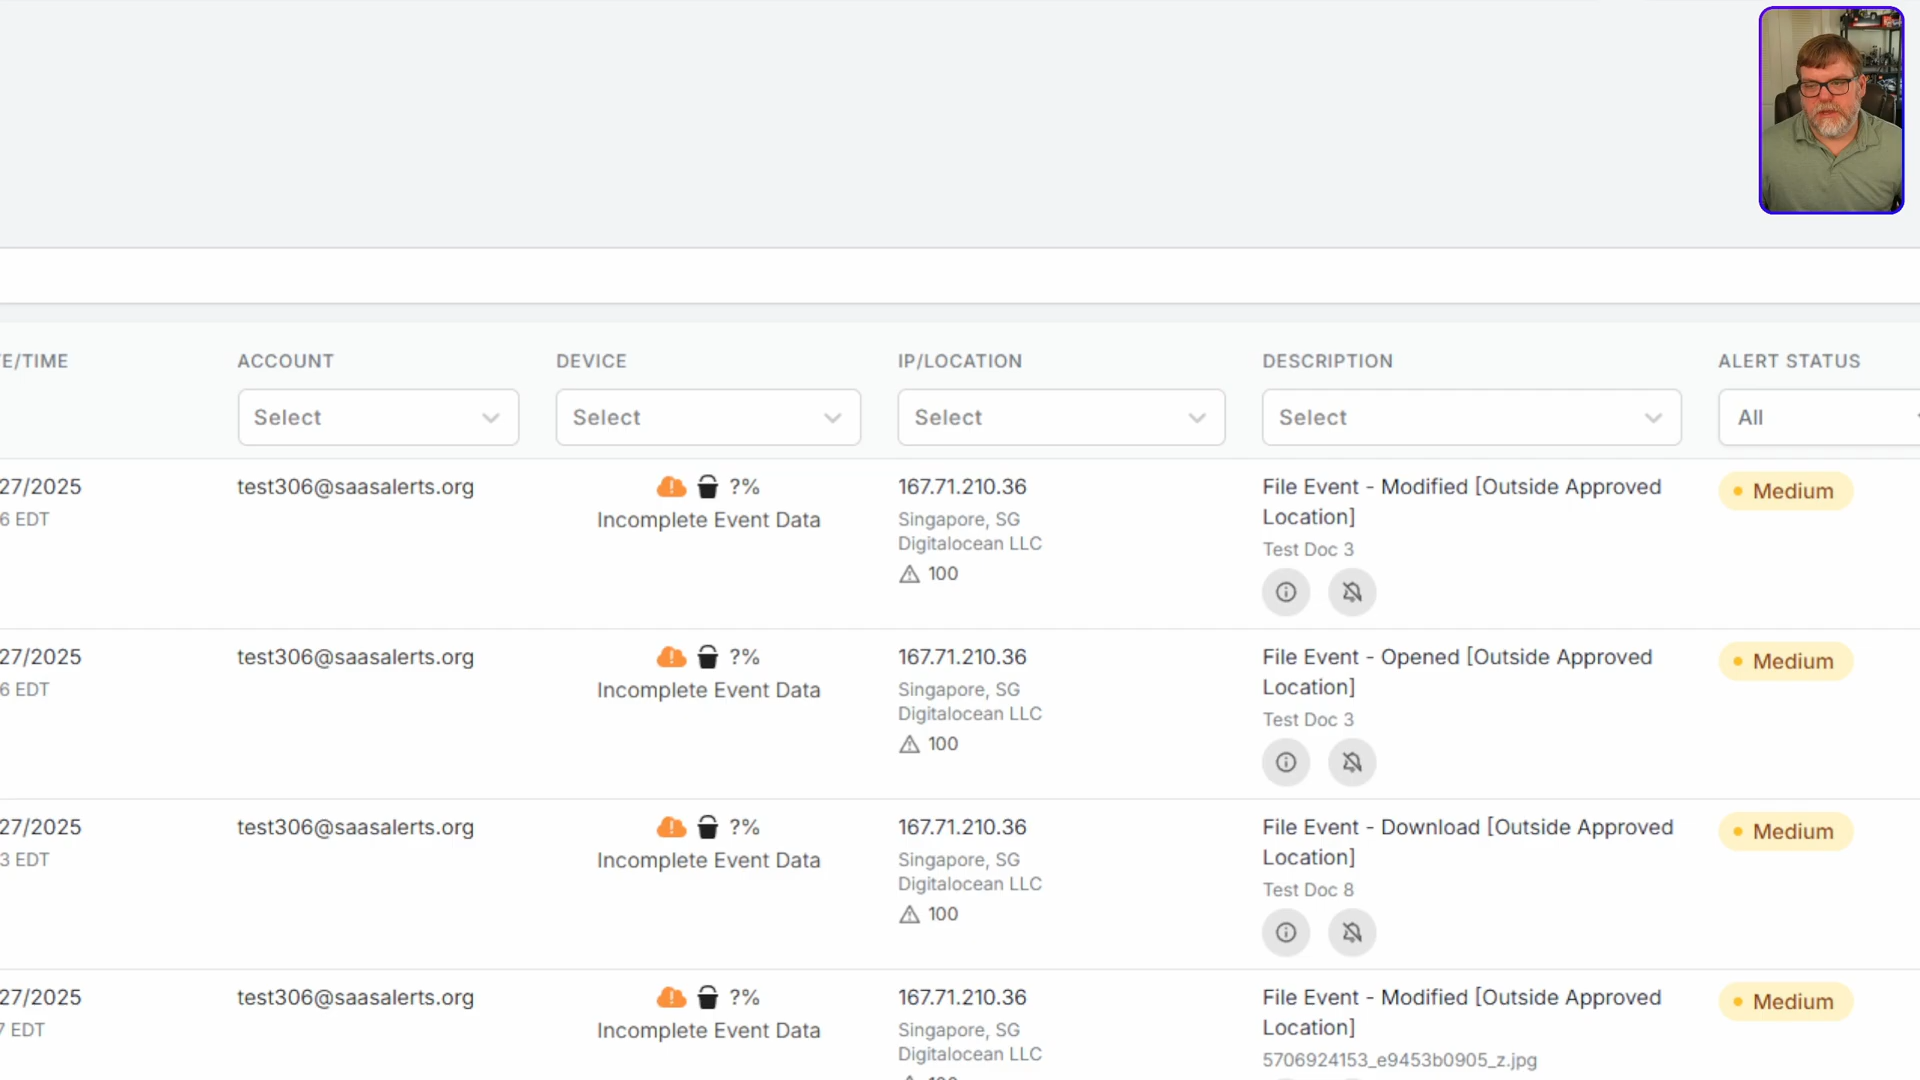 E/TIME
ACCOUNT
DEVICE
IP/LOCATION
DESCRIPTION
ALERT STATUS
Select
Select
Select
Select
All
27/2025
6 EDT
test306@saasalerts.org
?%
Incomplete Event Data
167.71.210.36
Singapore, SG
Digitalocean LLC
100
File Event - Modified [Outside Approved
Location]
Test Doc 3
Medium
27/2025
6 EDT
test306@saasalerts.org
?%
Incomplete Event Data
167.71.210.36
Singapore, SG
Digitalocean LLC
100
File Event - Opened [Outside Approved
Location]
Test Doc 3
Medium
27/2025
3 EDT
test306@saasalerts.org
?%
Incomplete Event Data
167.71.210.36
Singapore, SG
Digitalocean LLC
100
File Event - Download [Outside Approved
Location]
Test Doc 8
Medium
27/2025
7 EDT
test306@saasalerts.org
?%
Incomplete Event Data
167.71.210.36
Singapore, SG
Digitalocean LLC
File Event - Modified [Outside Approved
Location]
5706924153_e9453b0905_z.jpg
Medium